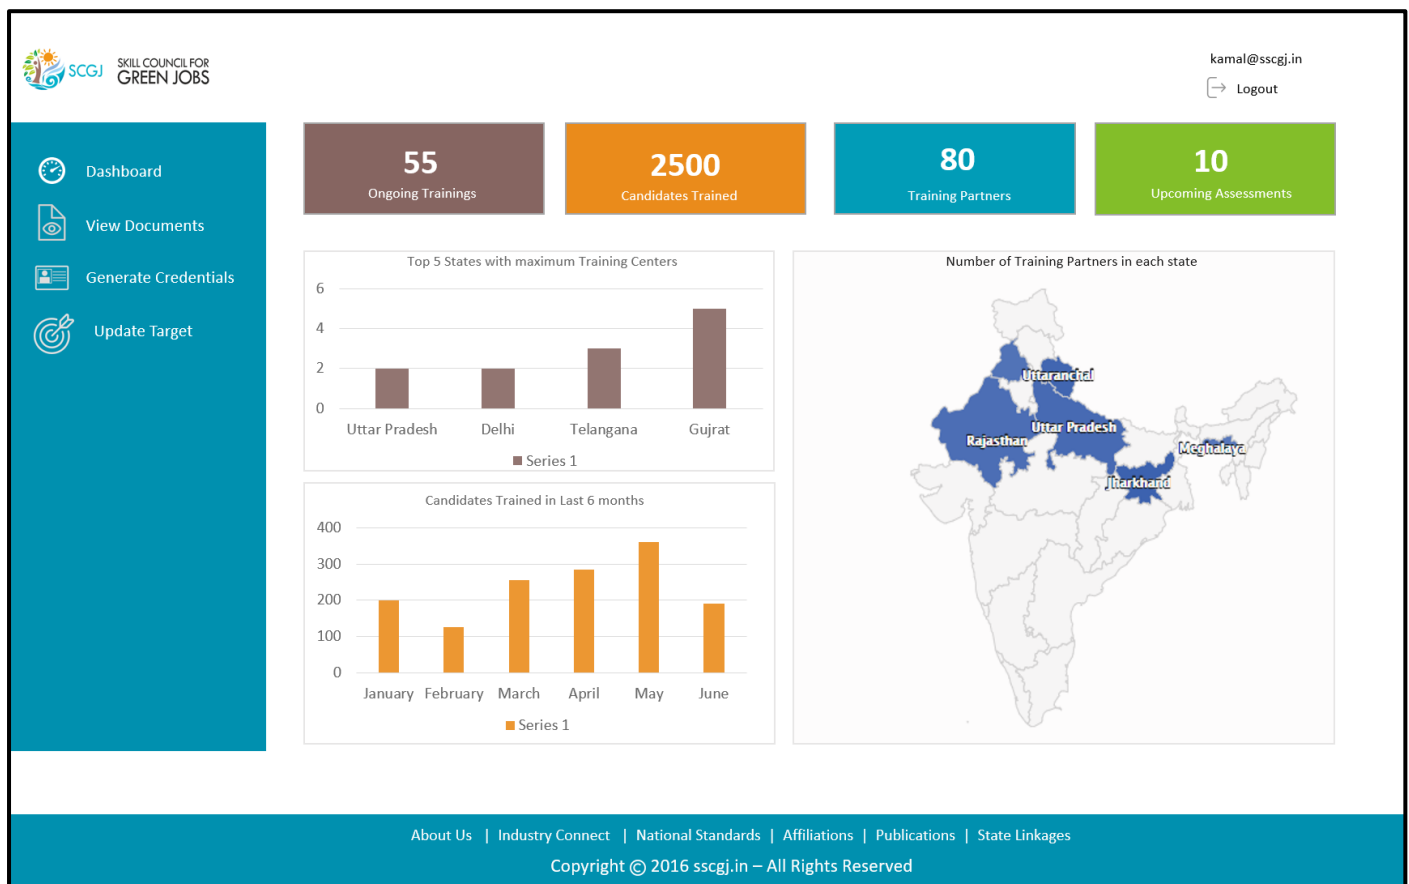 SCGJ
SKILL COUNCIL FOR
GREEN JOBS
kamal@sscgj.in
Logout
Dashboard
View Documents
Generate Credentials
Update Target
55
Ongoing Trainings
2500
Candidates Trained
80
Training Partners
10
Upcoming Assessments
Top 5 States with maximum Training Centers
6
4
2
0
Uttar Pradesh Delhi Telangana Gujrat
Series 1
Candidates Trained in Last 6 months
400
300
200
100
0
January February March April May June
Series 1
Number of Training Partners in each state
Uttaranchal
Uttar Pradesh
Rajasthan
Meghalaya
Jharkhand
About Us | Industry Connect | National Standards | Affiliations | Publications | State Linkages
Copyright © 2016 sscgj.in – All Rights Reserved